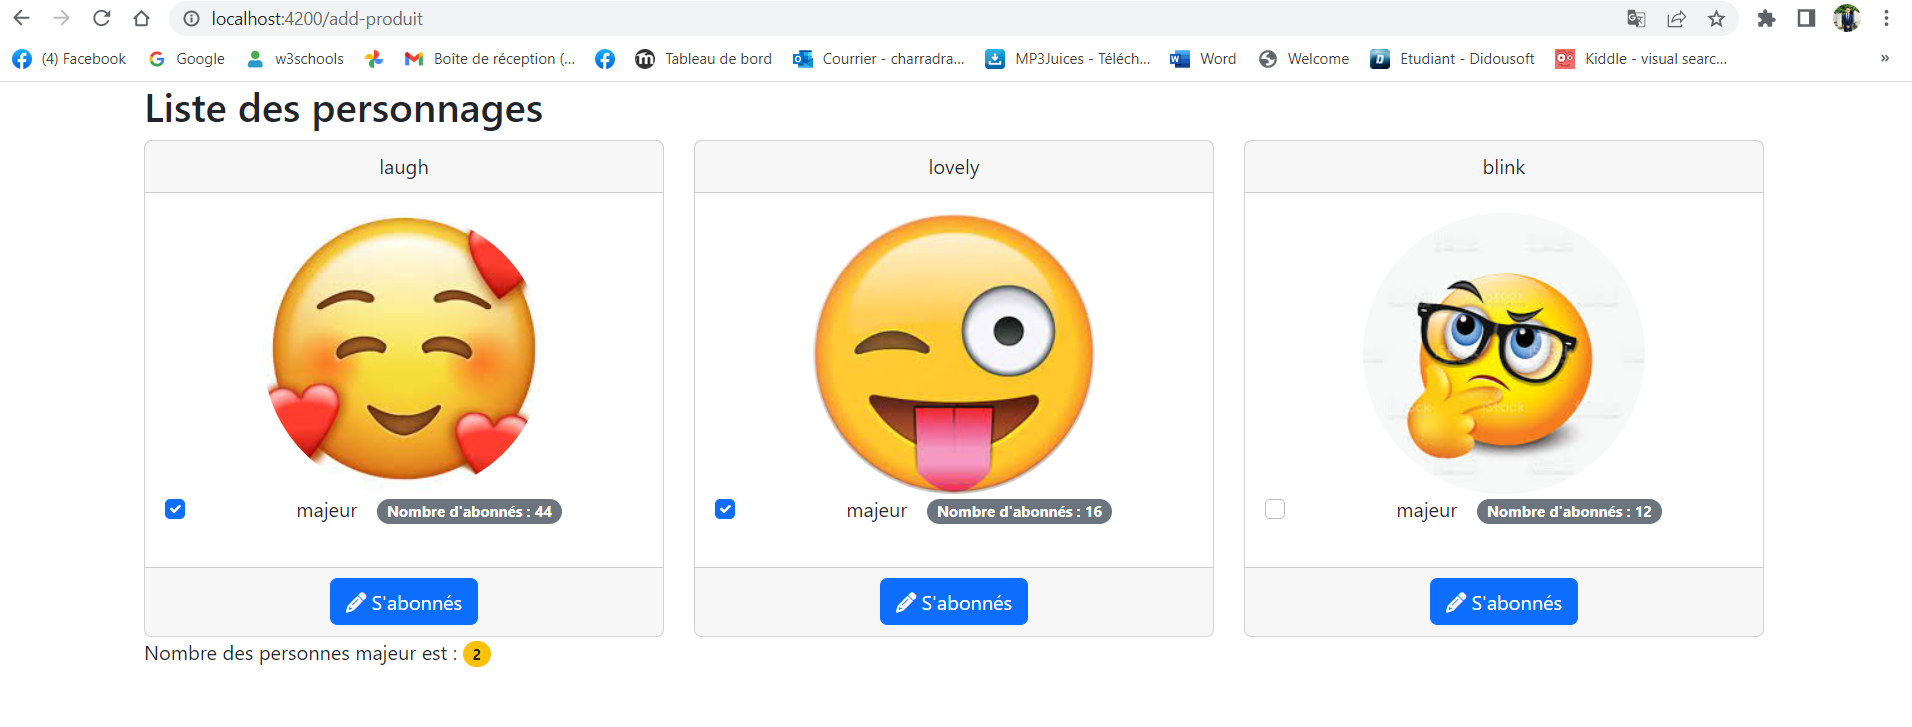 localhost:4200/add-produit
(4) Facebook Google w3schools Boîte de réception (... Tableau de bord Courrier - charradra... MP3Juices - Téléch... Word Welcome Etudiant - Didousoft Kiddle - visual searc... »
Liste des personnages
laugh
lovely
blink
majeur Nombre d'abonnés : 44
majeur Nombre d'abonnés : 16
majeur Nombre d'abonnés : 12
S'abonnés
S'abonnés
S'abonnés
Nombre des personnes majeur est : 2